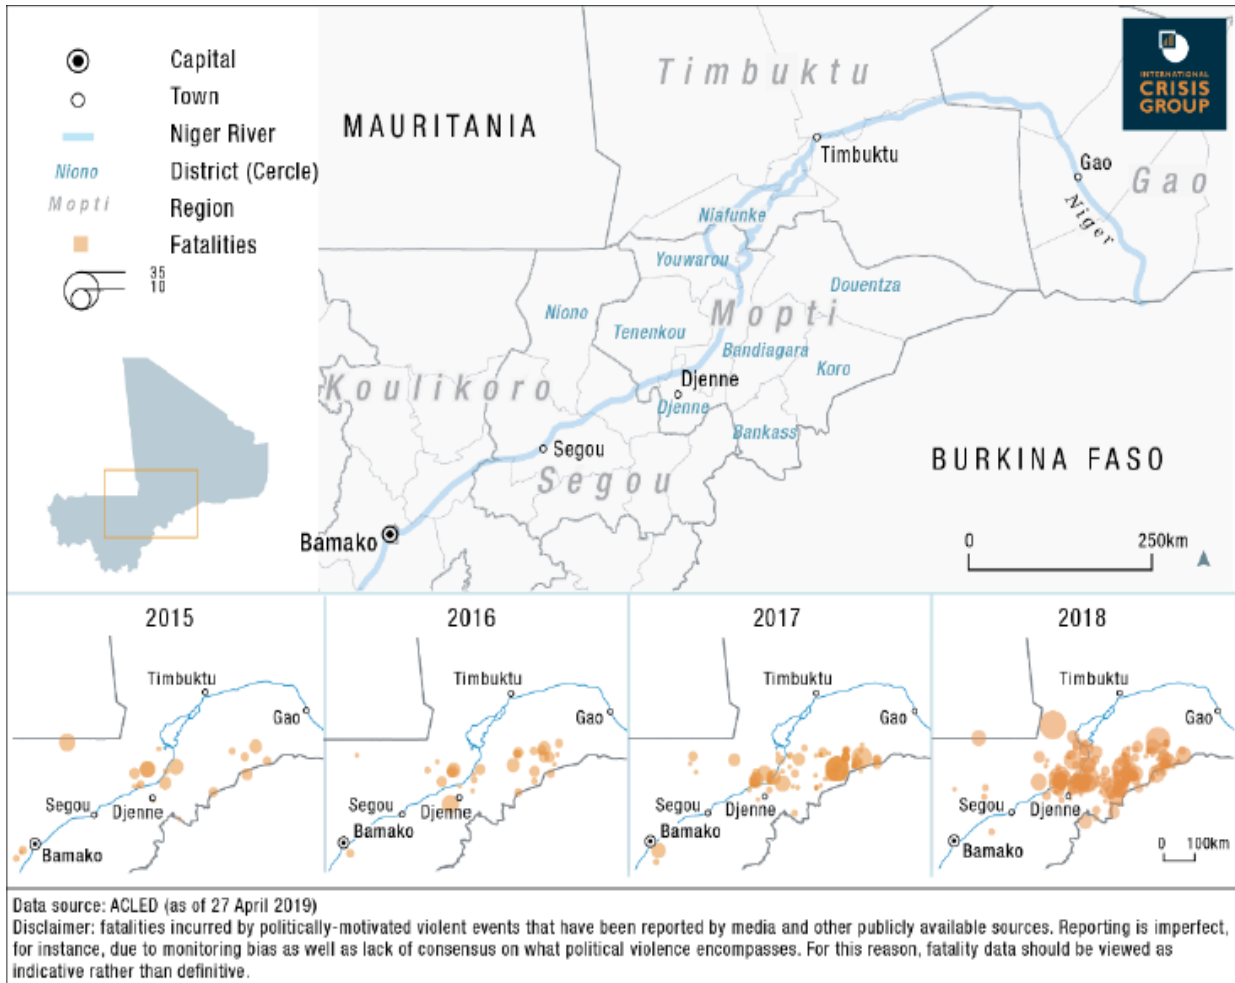 Capital
Town
Niger River
Niono
District (Cercle)
Mopti
Region
Fatalities
35
10
MAURITANIA
Timbuktu
INTERNATIONAL
CRISIS
GROUP
Timbuktu
Gao
Gao
Niger
Niafunke
Youwarou
Douentza
Niono
Mopti
Tenenkou
Bandiagara
Koro
Koulikoro
Djenne
Djenne
Bankass
Segou
Segou
BURKINA FASO
Bamako
0 250km
2015
Timbuktu
Gao
Segou
Djenne
Bamako
2016
Timbuktu
Gao
Segou
Djenne
Bamako
2017
Timbuktu
Gao
Segou
Djenne
Bamako
2018
Timbuktu
Gao
Segou
Djenne
Bamako
0 100km
Data source: ACLED (as of 27 April 2019)
Disclaimer: fatalities incurred by politically-motivated violent events that have been reported by media and other publicly available sources. Reporting is imperfect,
for instance, due to monitoring bias as well as lack of consensus on what political violence encompasses. For this reason, fatality data should be viewed as
indicative rather than definitive.